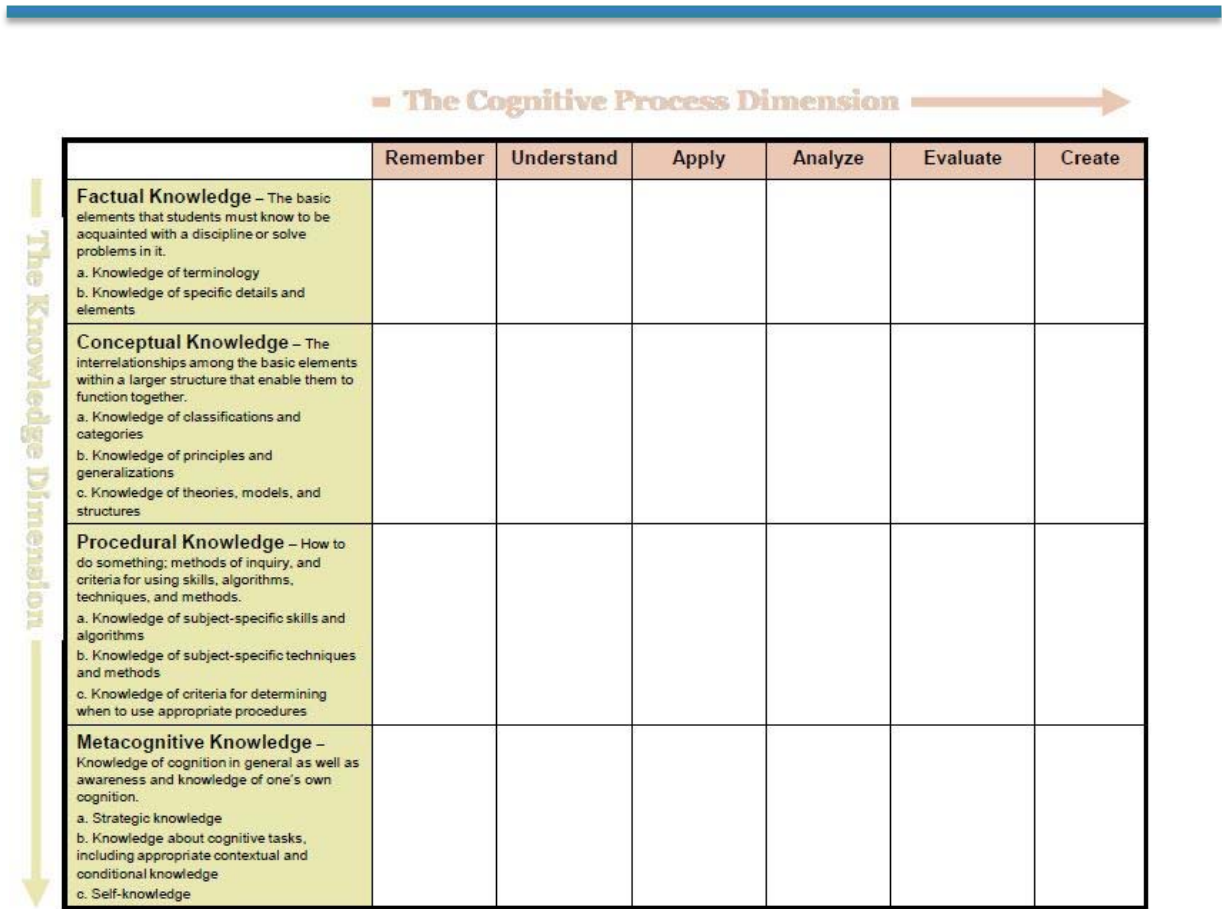 The Cognitive Process Dimension
Remember Understand Apply Analyze Evaluate Create
The Knowledge Dimension
Factual Knowledge – The basic
elements that students must know to be
acquainted with a discipline or solve
problems in it.
a. Knowledge of terminology
b. Knowledge of specific details and
elements
Conceptual Knowledge – The
interrelationships among the basic elements
within a larger structure that enable them to
function together.
a. Knowledge of classifications and
categories
b. Knowledge of principles and
generalizations
c. Knowledge of theories, models, and
structures
Procedural Knowledge – How to
do something; methods of inquiry, and
criteria for using skills, algorithms,
techniques, and methods.
a. Knowledge of subject-specific skills and
algorithms
b. Knowledge of subject-specific techniques
and methods
c. Knowledge of criteria for determining
when to use appropriate procedures
Metacognitive Knowledge –
Knowledge of cognition in general as well as
awareness and knowledge of one's own
cognition.
a. Strategic knowledge
b. Knowledge about cognitive tasks,
including appropriate contextual and
conditional knowledge
c. Self-knowledge